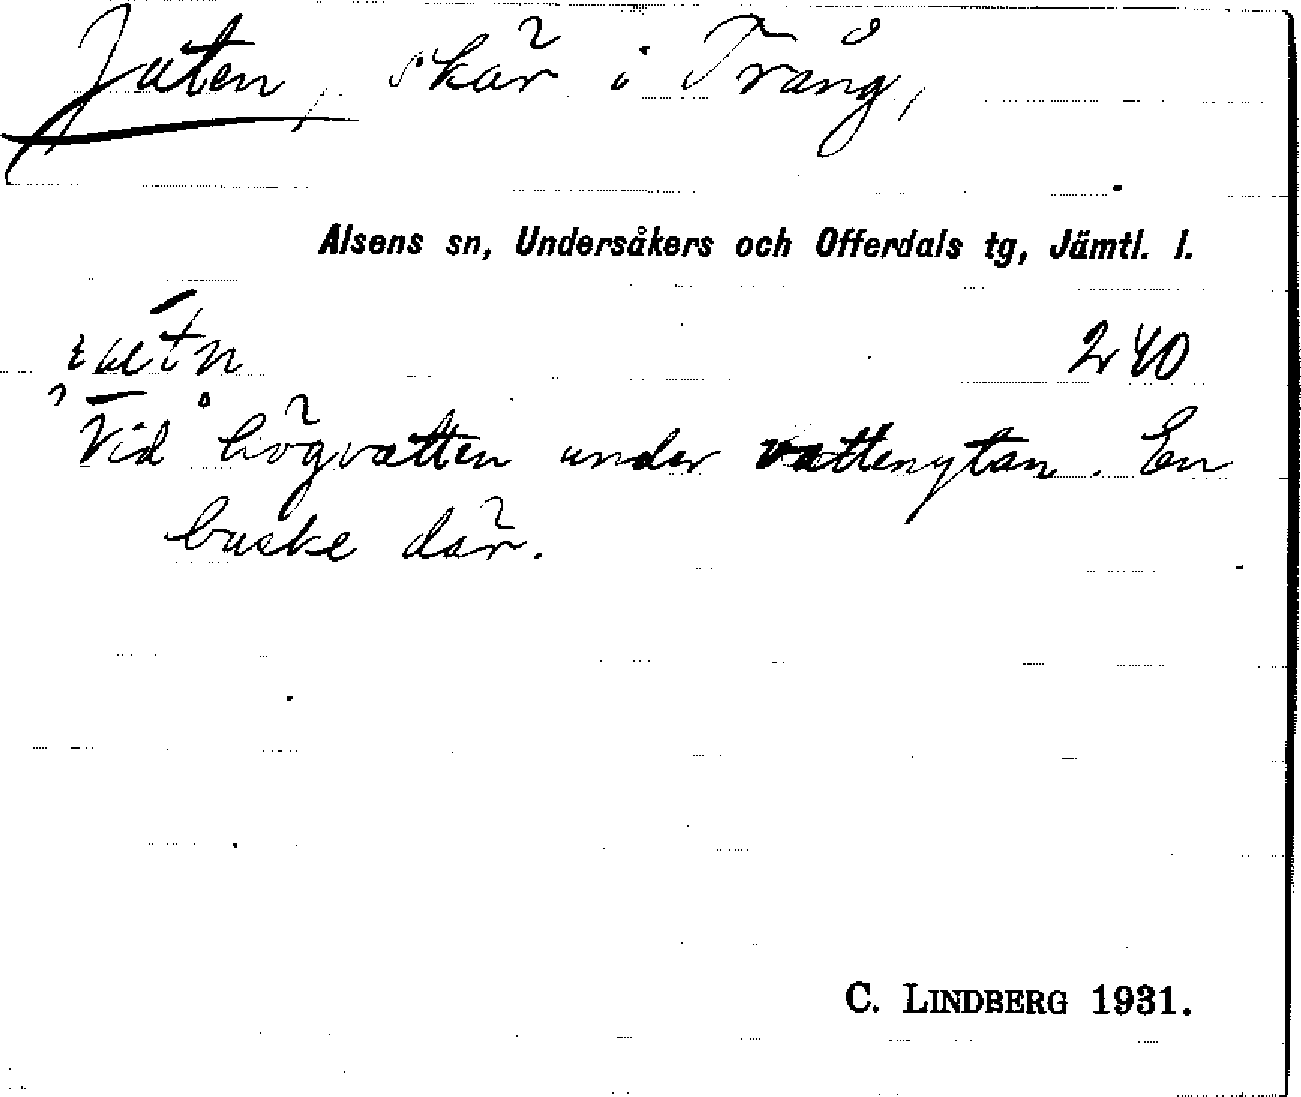 Juten, skär i Trång,
Alsens sn, Undersåkers och Offerdals tg, Jämtl. l.
240
Vid högvatten under vattenytan. En
buske där.
C. LINDBERG 1931.